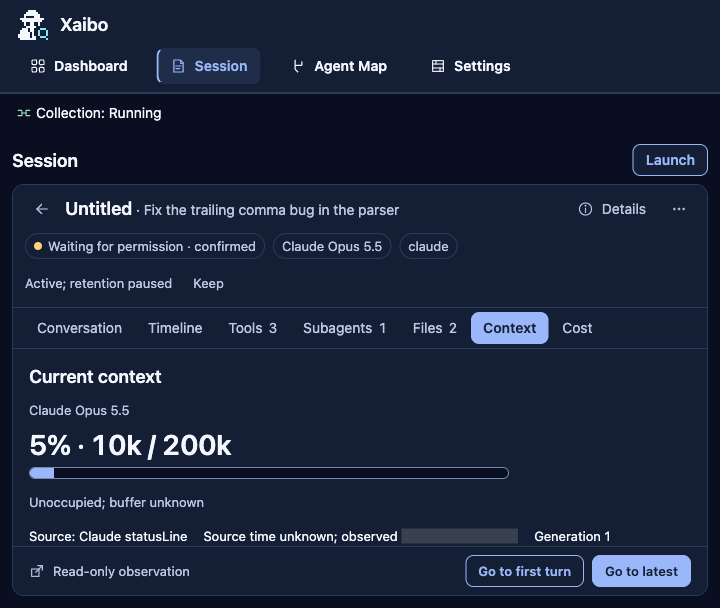 Xaibo
Dashboard Session Agent Map Settings
Collection: Running
Session Launch
Untitled · Fix the trailing comma bug in the parser Details ...
Waiting for permission · confirmed Claude Opus 5.5 claude
Active; retention paused Keep
Conversation Timeline Tools 3 Subagents 1 Files 2 Context Cost
Current context
Claude Opus 5.5
5% · 10k / 200k
Unoccupied; buffer unknown
Source: Claude statusLine Source time unknown; observed Generation 1
Read-only observation Go to first turn Go to latest